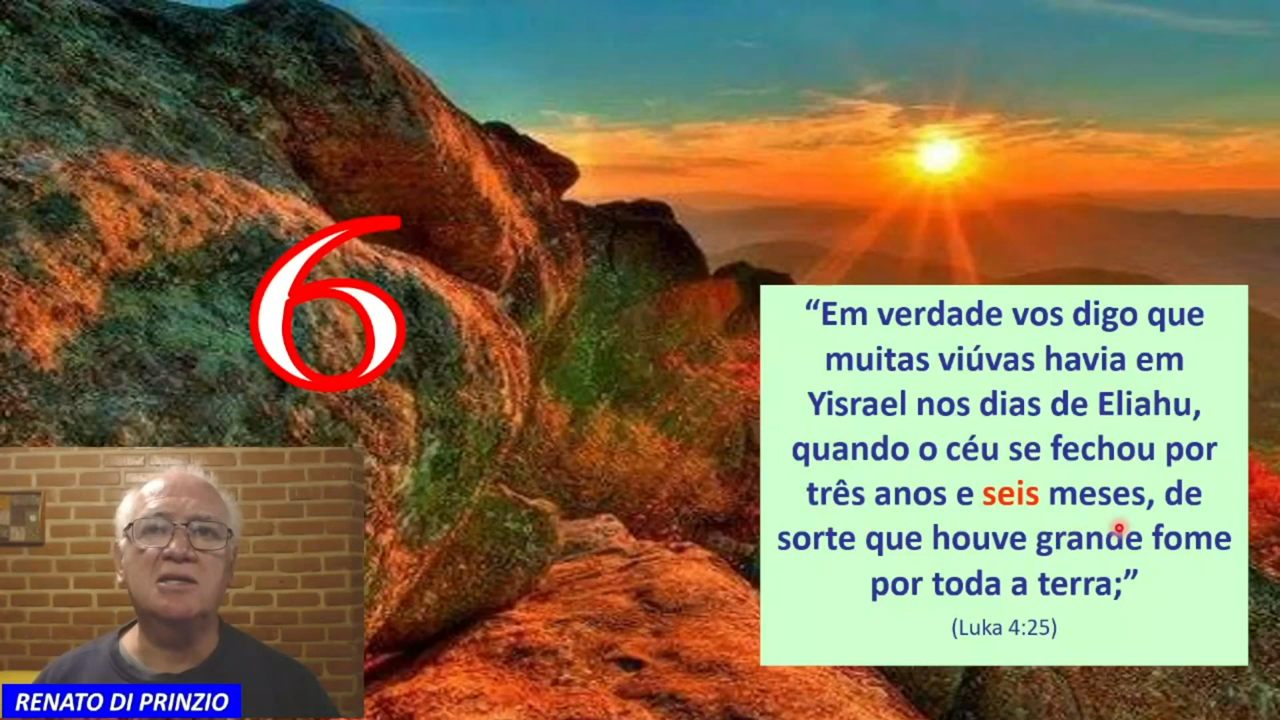 6
“Em verdade vos digo que
muitas viúvas havia em
Yisrael nos dias de Eliahu,
quando o céu se fechou por
três anos e seis meses, de
sorte que houve grande fome
por toda a terra;”
(Luka 4:25)
RENATO DI PRINZIO